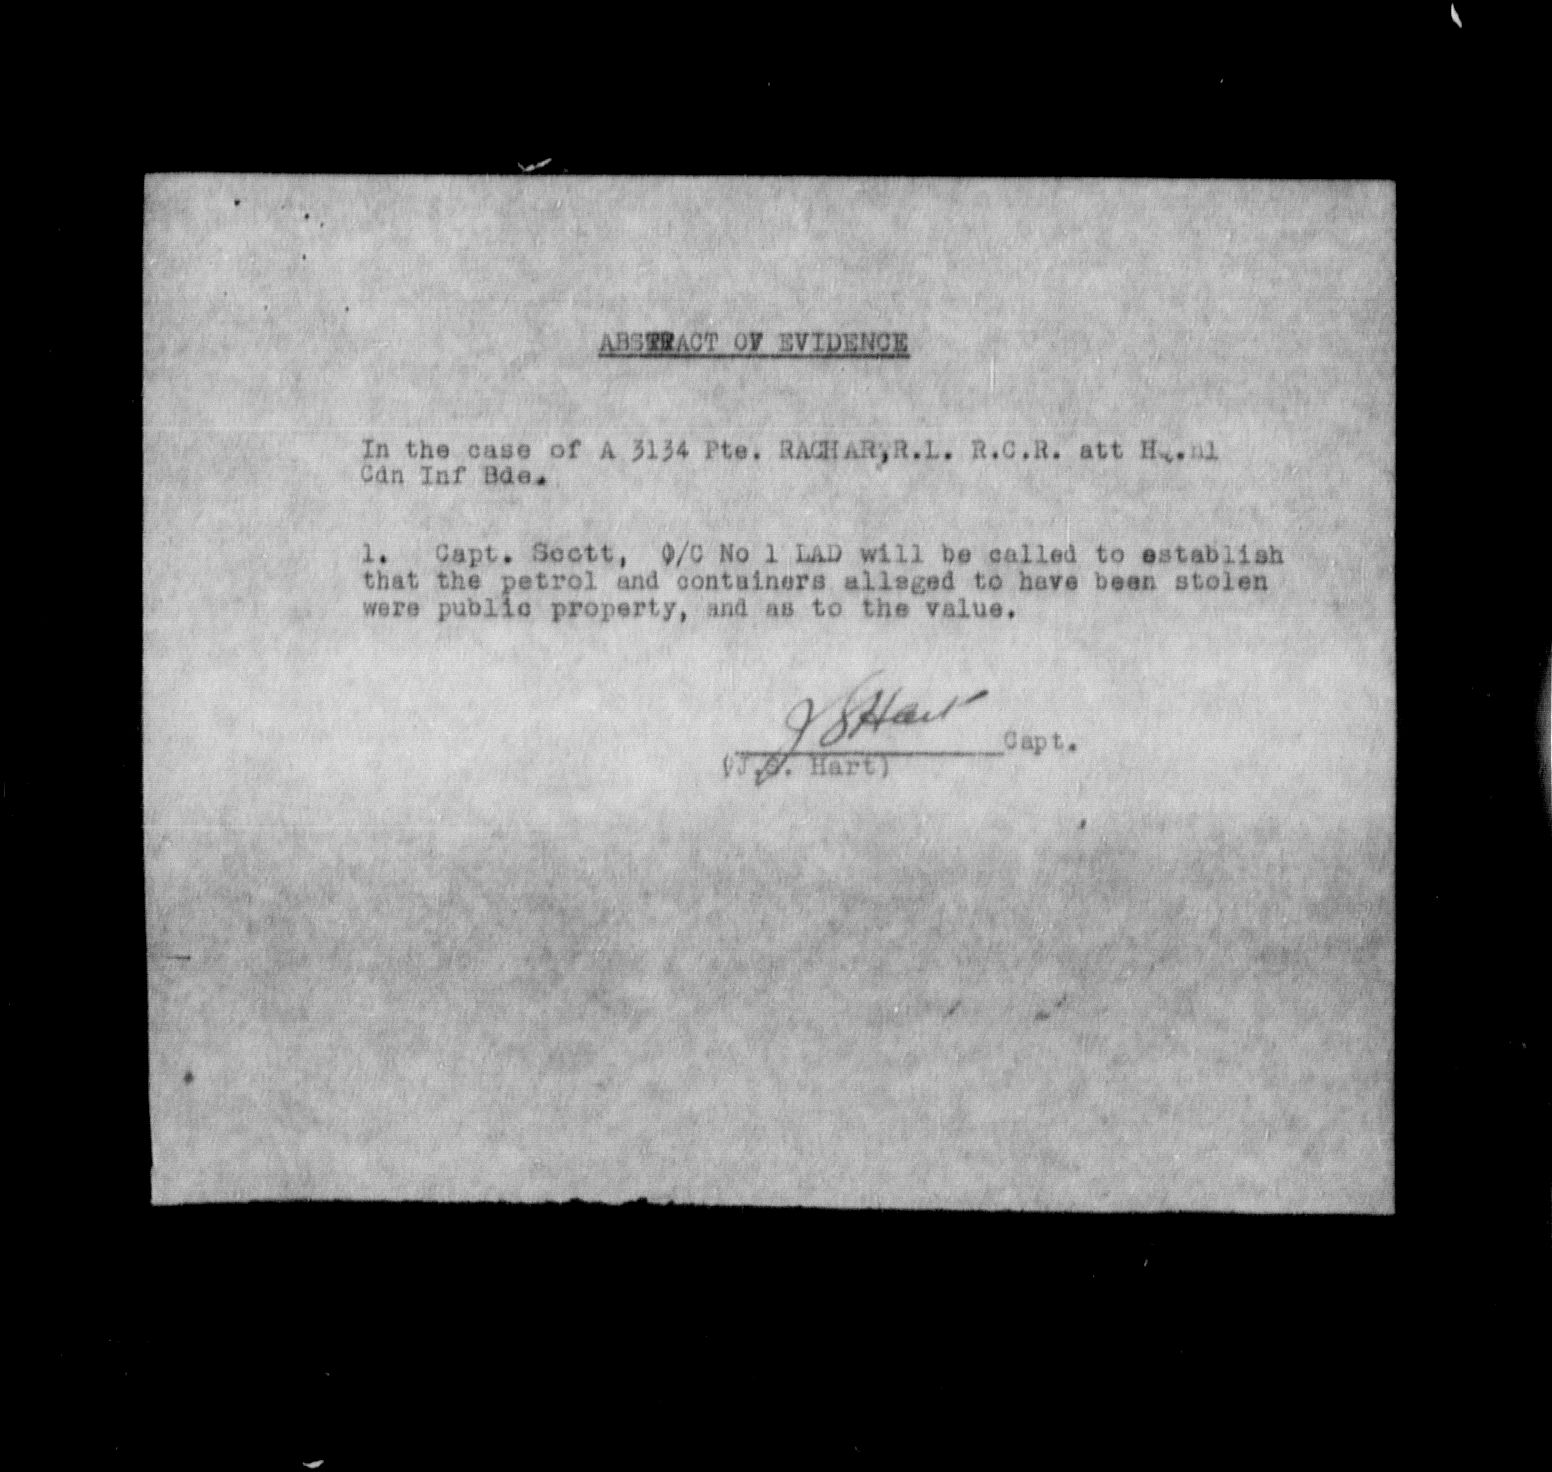 ABSTRACT OF EVIDENCE
In the case of A 3134 Pte. RACHAR,R.L. R.C.R. att
Cdn Inf Bde.
1. Capt. Scott, O/C No 1 LAD will be called to establish
that the petrol and containers alleged to have been stolen
were public property, and as to the value.
J S Hart
Capt.
(J.S. Hart)